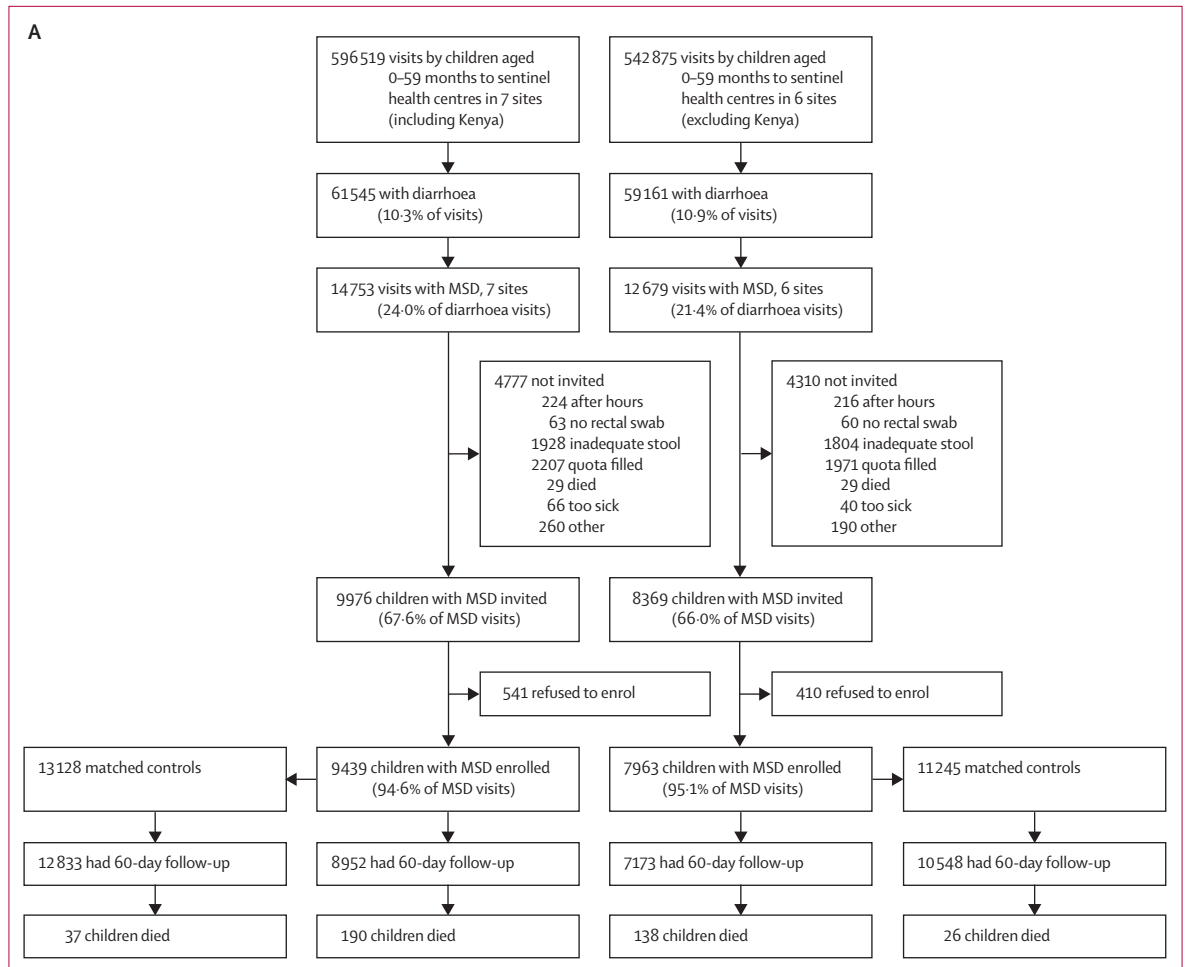 A
596 519 visits by children aged
0–59 months to sentinel
health centres in 7 sites
(including Kenya)
542 875 visits by children aged
0–59 months to sentinel
health centres in 6 sites
(excluding Kenya)
61 545 with diarrhoea
(10·3% of visits)
59 161 with diarrhoea
(10·9% of visits)
14 753 visits with MSD, 7 sites
(24·0% of diarrhoea visits)
12 679 visits with MSD, 6 sites
(21·4% of diarrhoea visits)
4777 not invited
224 after hours
63 no rectal swab
1928 inadequate stool
2207 quota filled
29 died
66 too sick
260 other
4310 not invited
216 after hours
60 no rectal swab
1804 inadequate stool
1971 quota filled
29 died
40 too sick
190 other
9976 children with MSD invited
(67·6% of MSD visits)
8369 children with MSD invited
(66·0% of MSD visits)
541 refused to enrol
410 refused to enrol
13 128 matched controls
9439 children with MSD enrolled
(94·6% of MSD visits)
7963 children with MSD enrolled
(95·1% of MSD visits)
11 245 matched controls
12 833 had 60-day follow-up
8952 had 60-day follow-up
7173 had 60-day follow-up
10 548 had 60-day follow-up
37 children died
190 children died
138 children died
26 children died